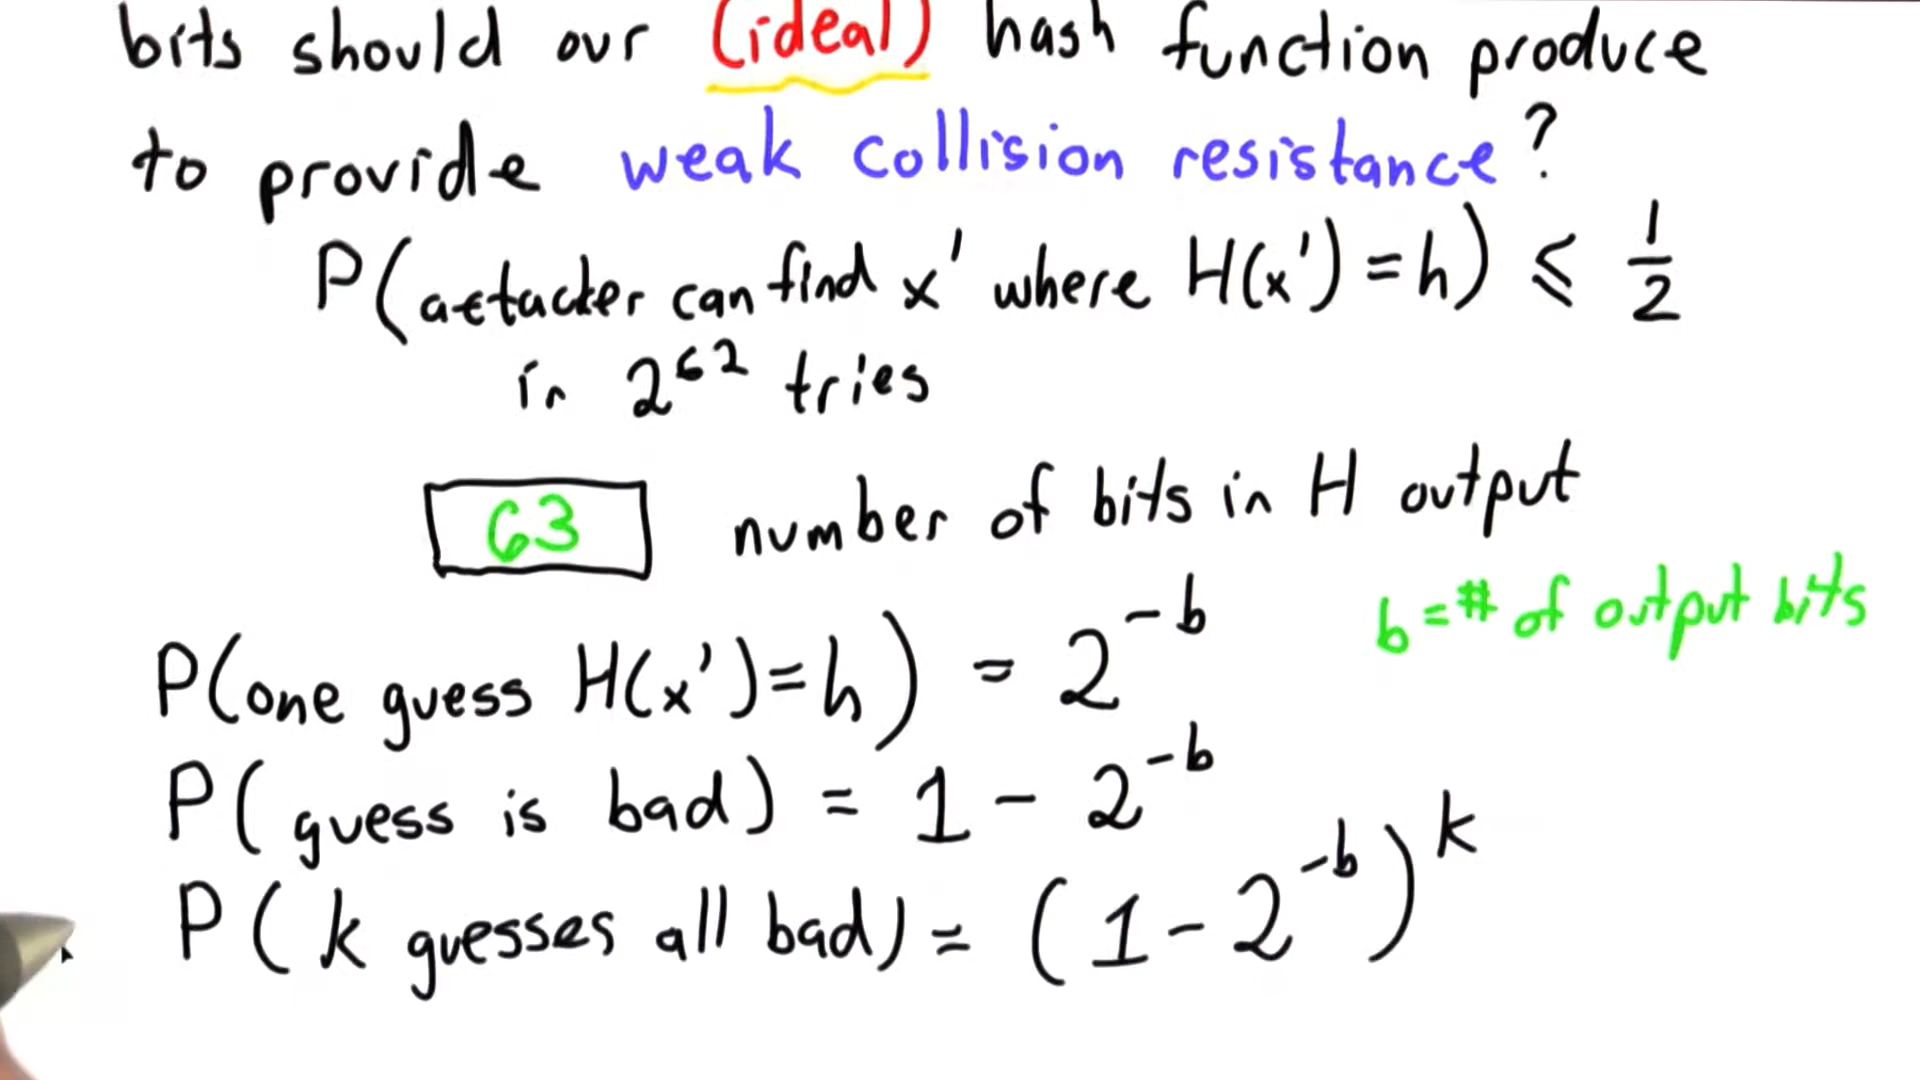 bits should our (ideal) hash function produce
to provide weak collision resistance?
P(attacker can find x' where H(x') = h) ⩽ 1/2
in 2^62 tries
63 number of bits in H output
b = # of output bits
P(one guess H(x')=h) = 2^-b
P(guess is bad) = 1 - 2^-b
P(k guesses all bad) = (1 - 2^-b)^k